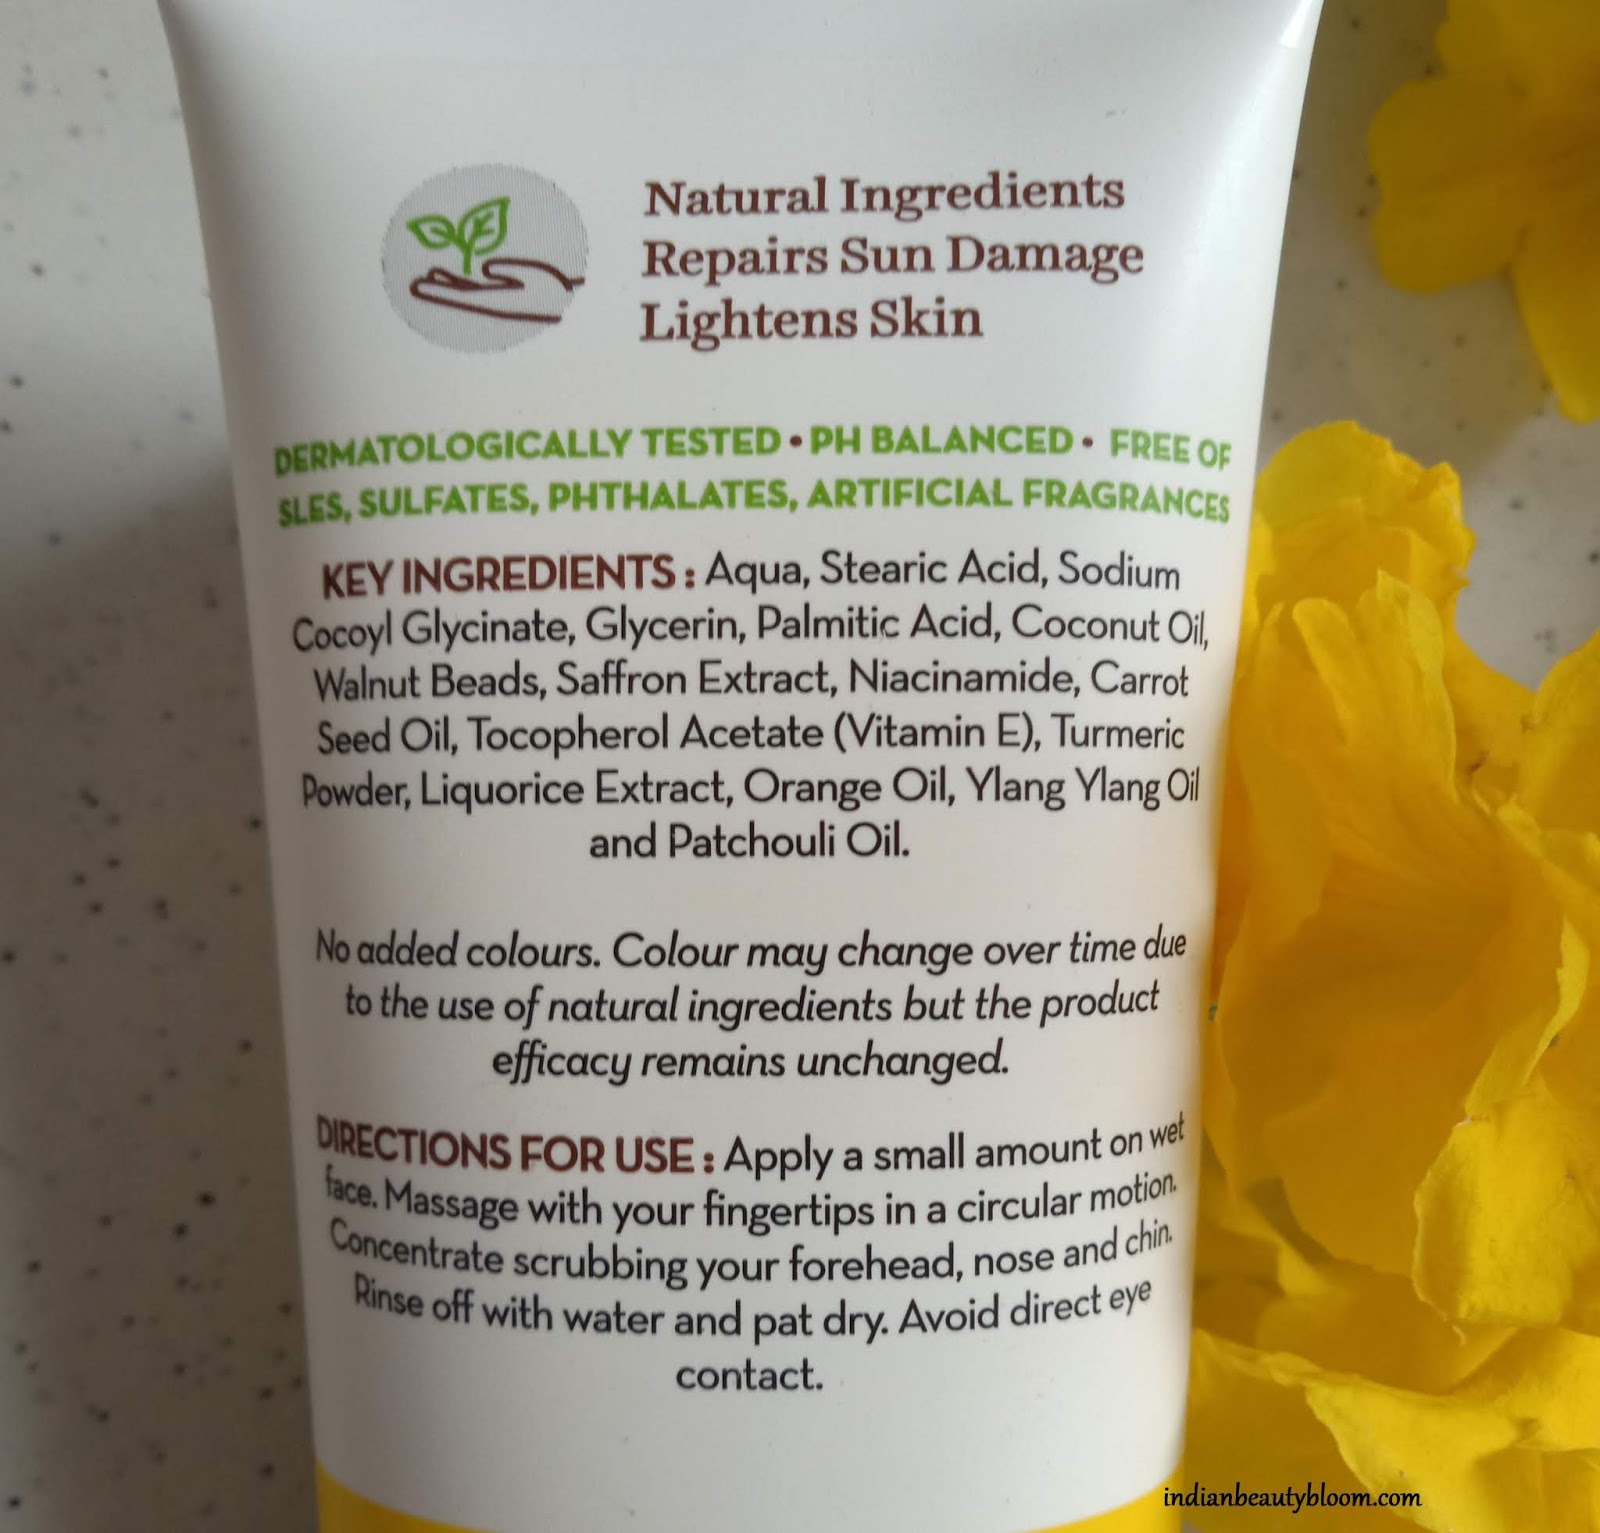 Natural Ingredients
Repairs Sun Damage
Lightens Skin
DERMATOLOGICALLY TESTED • PH BALANCED • FREE OF
SLES, SULFATES, PHTHALATES, ARTIFICIAL FRAGRANCES
KEY INGREDIENTS : Aqua, Stearic Acid, Sodium
Cocoyl Glycinate, Glycerin, Palmitic Acid, Coconut Oil,
Walnut Beads, Saffron Extract, Niacinamide, Carrot
Seed Oil, Tocopherol Acetate (Vitamin E), Turmeric
Powder, Liquorice Extract, Orange Oil, Ylang Ylang Oil
and Patchouli Oil.
No added colours. Colour may change over time due
to the use of natural ingredients but the product
efficacy remains unchanged.
DIRECTIONS FOR USE : Apply a small amount on wet
face. Massage with your fingertips in a circular motion.
Concentrate scrubbing your forehead, nose and chin.
Rinse off with water and pat dry. Avoid direct eye
contact.
indianbeautybloom.com